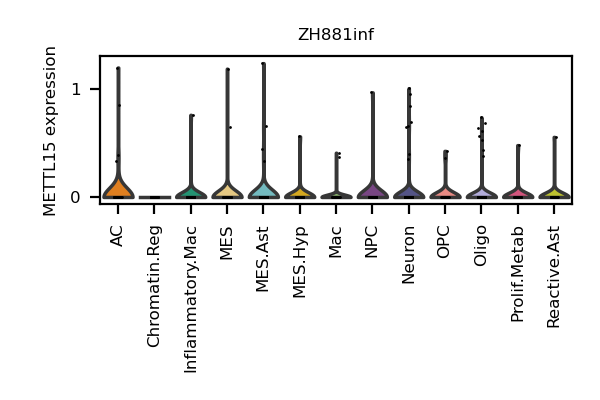 ZH881inf
METTL15 expression
1
0
AC
Chromatin.Reg
Inflammatory.Mac
MES
MES.Ast
MES.Hyp
Mac
NPC
Neuron
OPC
Oligo
Prolif.Metab
Reactive.Ast